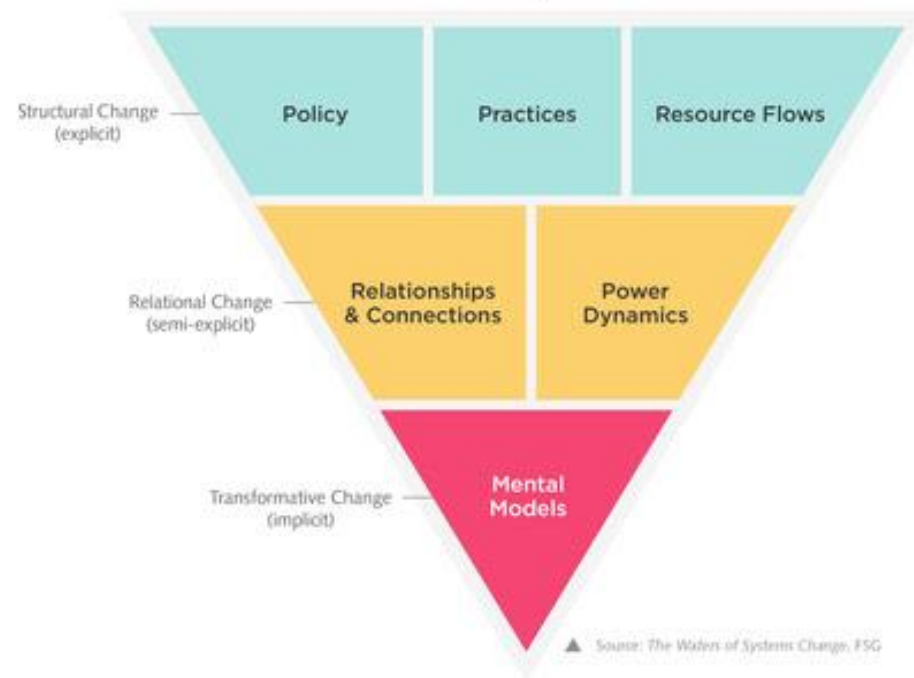 Structural Change
(explicit)
Policy
Practices
Resource Flows
Relational Change
(semi-explicit)
Relationships
& Connections
Power
Dynamics
Transformative Change
(implicit)
Mental
Models
Source: The Waters of Systems Change, FSG